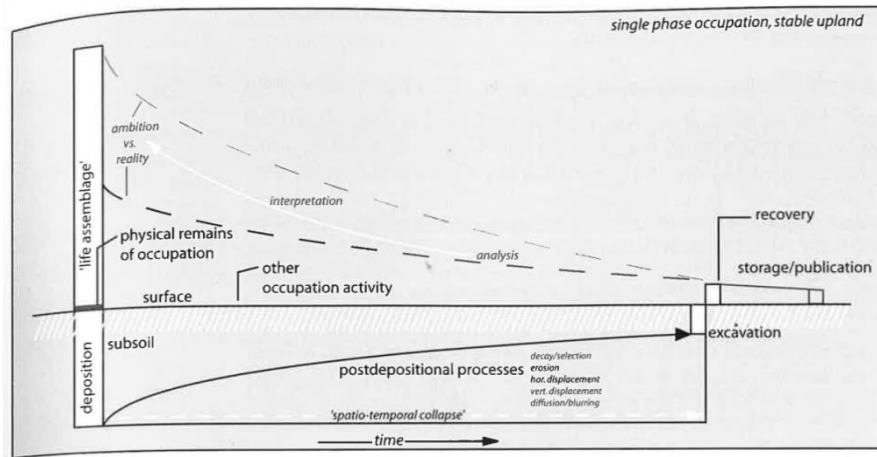 single phase occupation, stable upland
ambition
vs.
reality
'life assemblage'
interpretation
physical remains
of occupation
analysis
recovery
other
occupation activity
storage/publication
surface
subsoil
excavation
deposition
postdepositional processes
decay/selection
erosion
hor. displacement
vert. displacement
diffusion/blurring
'spatio-temporal collapse'
time